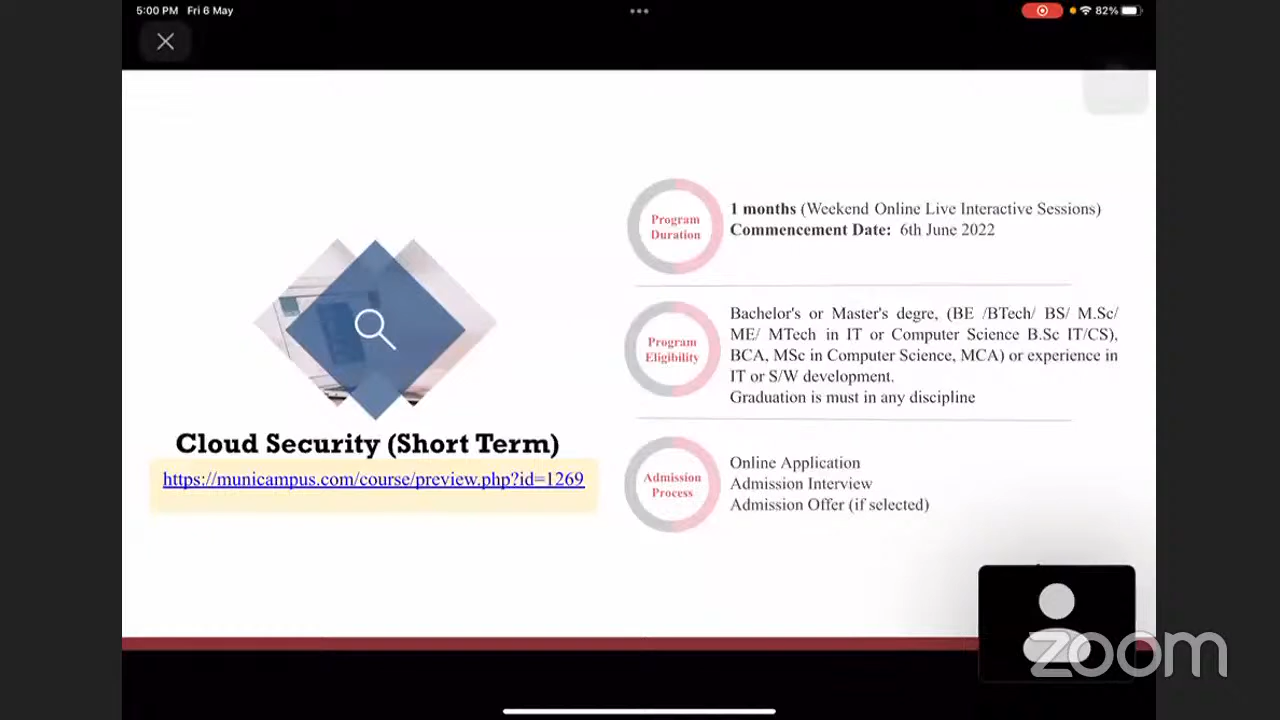 5:00 PM Fri 6 May
82%
Program
Duration
1 months (Weekend Online Live Interactive Sessions)
Commencement Date: 6th June 2022
Program
Eligibility
Bachelor's or Master's degre, (BE /BTech/ BS/ M.Sc/
ME/ MTech in IT or Computer Science B.Sc IT/CS),
BCA, MSc in Computer Science, MCA) or experience in
IT or S/W development.
Graduation is must in any discipline
Cloud Security (Short Term)
https://municampus.com/course/preview.php?id=1269
Admission
Process
Online Application
Admission Interview
Admission Offer (if selected)
zoom